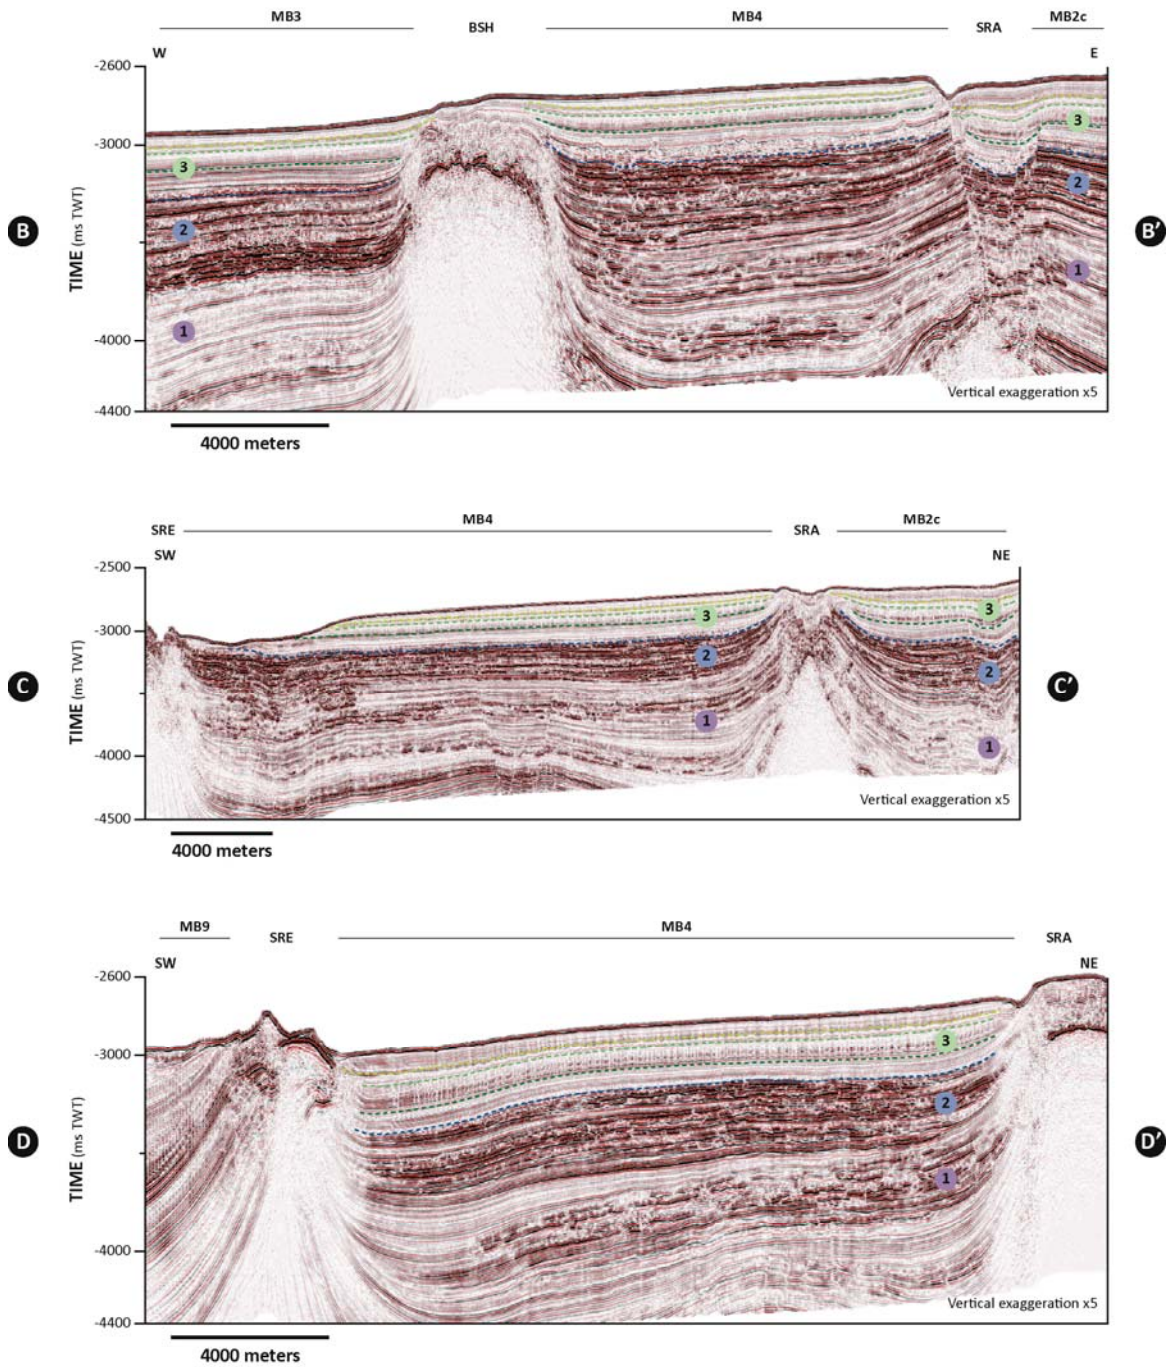 MB3 BSH MB4 SRA MB2c
W E
-2600
-3000
-4000
-4400
TIME (ms TWT)
3 3
2 2
1 1
B B'
Vertical exaggeration x5
4000 meters
SRE MB4 SRA MB2c
SW NE
-2500
-3000
-4000
-4500
TIME (ms TWT)
3 3
2 2
1 1
C C'
Vertical exaggeration x5
4000 meters
MB9 SRE MB4 SRA
SW NE
-2600
-3000
-4000
-4400
TIME (ms TWT)
3
2
1
D D'
Vertical exaggeration x5
4000 meters